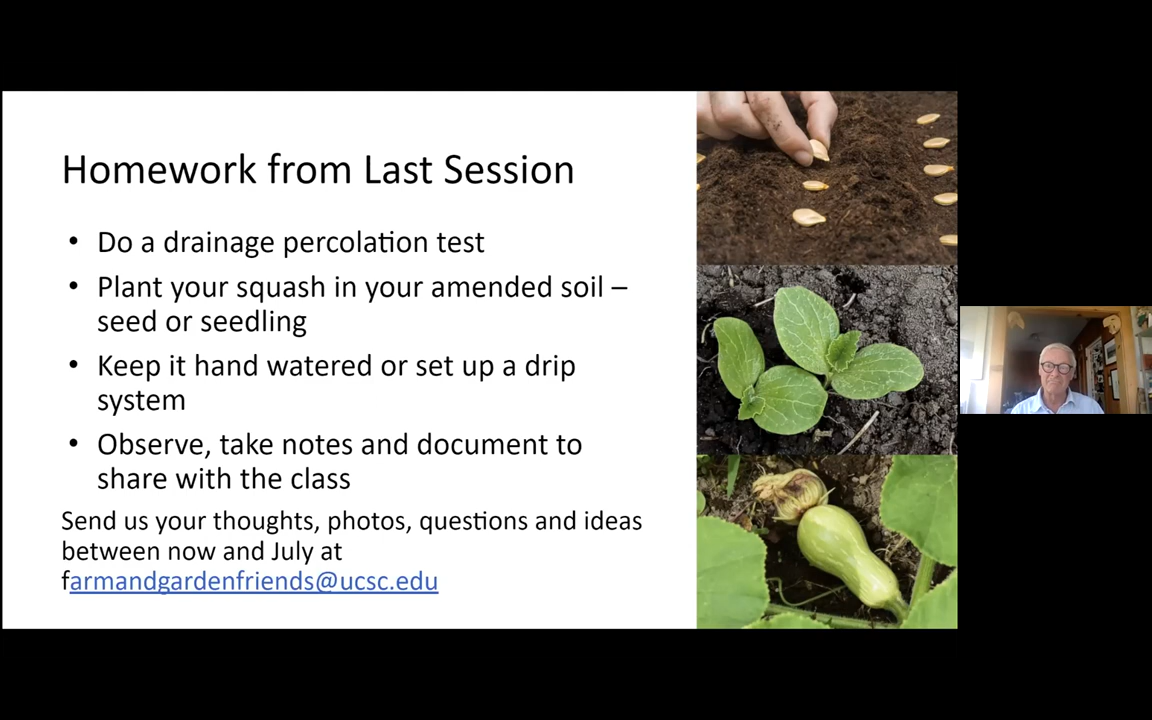 Homework from Last Session
• Do a drainage percolation test
• Plant your squash in your amended soil –
seed or seedling
• Keep it hand watered or set up a drip
system
• Observe, take notes and document to
share with the class
Send us your thoughts, photos, questions and ideas
between now and July at
farmandgardenfriends@ucsc.edu